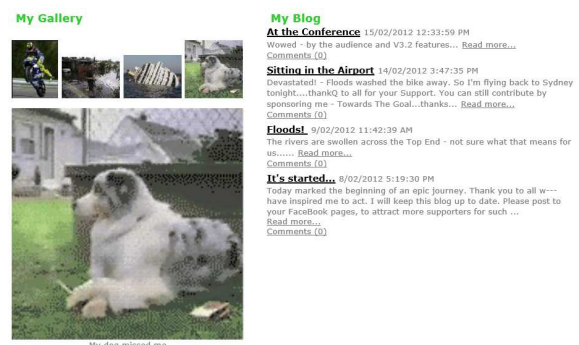 My Gallery
My dog missed me
My Blog
At the Conference 15/02/2012 12:33:59 PM
Wowed - by the audience and V3.2 features... Read more...
Comments (0)
Sitting in the Airport 14/02/2012 3:47:35 PM
Devastated! - Floods washed the bike away. So I'm flying back to Sydney
tonight....thankQ to all for your Support. You can still contribute by
sponsoring me - Towards The Goal...thanks... Read more...
Comments (0)
Floods! 9/02/2012 11:42:39 AM
The rivers are swollen across the Top End - not sure what that means for
us...... Read more...
Comments (0)
It's started... 8/02/2012 5:19:30 PM
Today marked the beginning of an epic journey. Thank you to all w---
have inspired me to act. I will keep this blog up to date. Please post to
your FaceBook pages, to attract more supporters for such ...
Read more...
Comments (0)